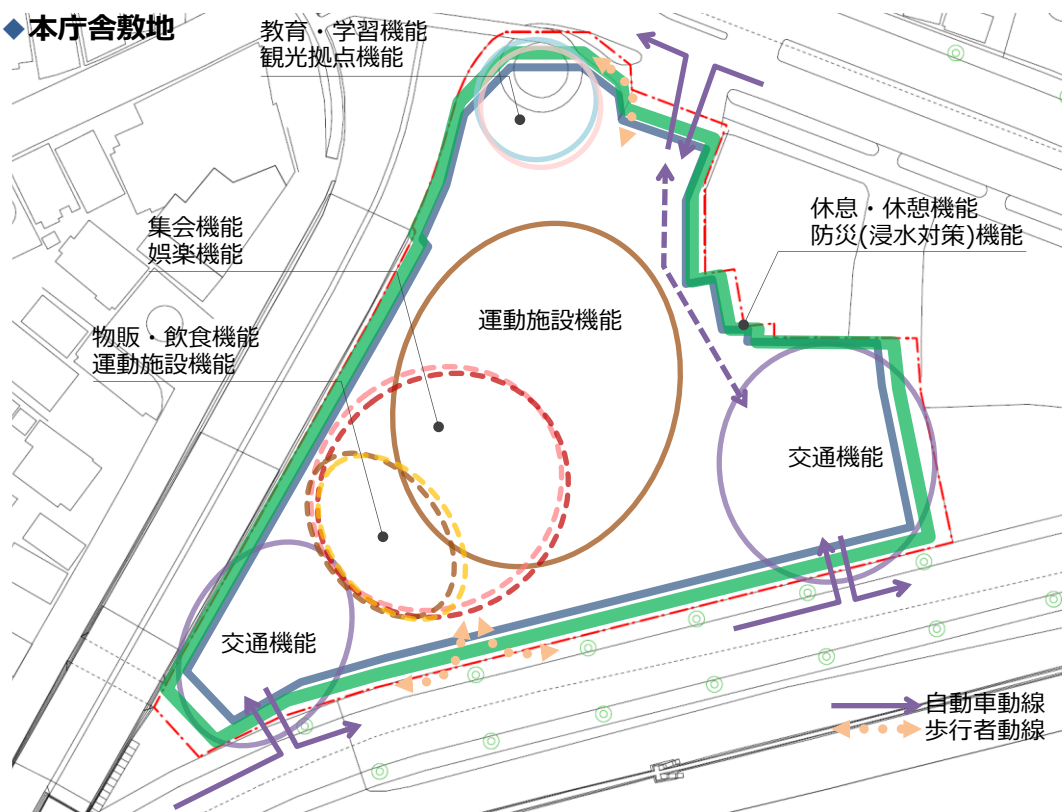 ◆本庁舎敷地
教育・学習機能
観光拠点機能
休息・休憩機能
防災(浸水対策)機能
集会機能
娯楽機能
運動施設機能
物販・飲食機能
運動施設機能
交通機能
交通機能
自動車動線
歩行者動線